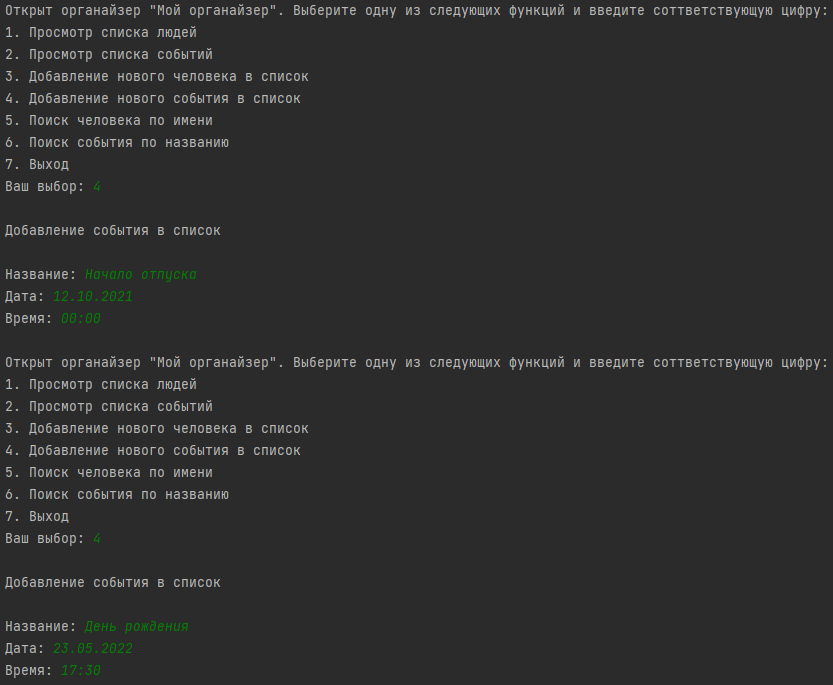 Открыт органайзер "Мой органайзер". Выберите одну из следующих функций и введите соттветствующую цифру:
1. Просмотр списка людей
2. Просмотр списка событий
3. Добавление нового человека в список
4. Добавление нового события в список
5. Поиск человека по имени
6. Поиск события по названию
7. Выход
Ваш выбор: 4
Добавление события в список
Название: Начало отпуска
Дата: 12.10.2021
Время: 00:00
Открыт органайзер "Мой органайзер". Выберите одну из следующих функций и введите соттветствующую цифру:
1. Просмотр списка людей
2. Просмотр списка событий
3. Добавление нового человека в список
4. Добавление нового события в список
5. Поиск человека по имени
6. Поиск события по названию
7. Выход
Ваш выбор: 4
Добавление события в список
Название: День рождения
Дата: 23.05.2022
Время: 17:30